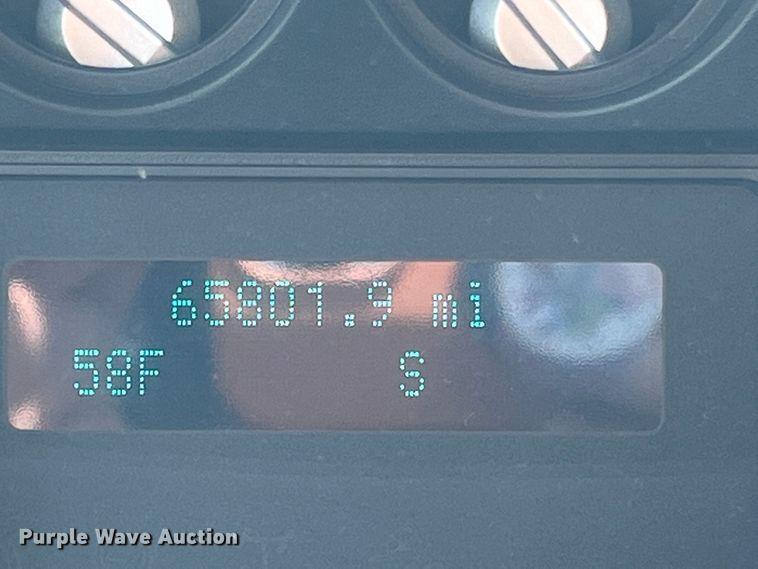 65801.9 mi
58F S
Purple Wave Auction